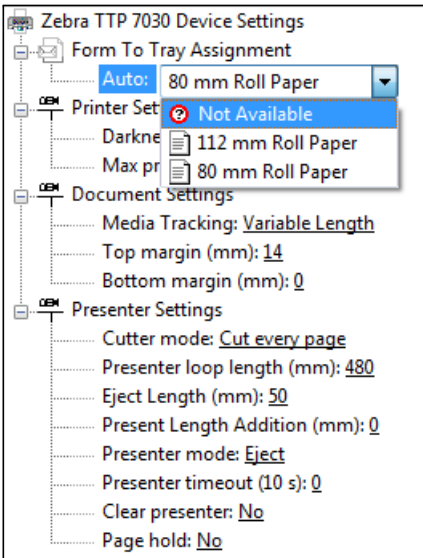 Zebra TTP 7030 Device Settings
Form To Tray Assignment
Auto: 80 mm Roll Paper
Not Available
Printer Set
112 mm Roll Paper
Darkne
80 mm Roll Paper
Max pr
Document Settings
Media Tracking: Variable Length
Top margin (mm): 14
Bottom margin (mm): 0
Presenter Settings
Cutter mode: Cut every page
Presenter loop length (mm): 480
Eject Length (mm): 50
Present Length Addition (mm): 0
Presenter mode: Eject
Presenter timeout (10 s): 0
Clear presenter: No
Page hold: No